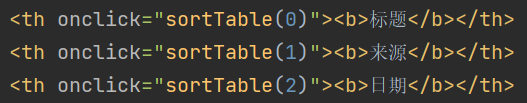 <th onclick="sortTable(0)"><b>标题</b></th>
<th onclick="sortTable(1)"><b>来源</b></th>
<th onclick="sortTable(2)"><b>日期</b></th>